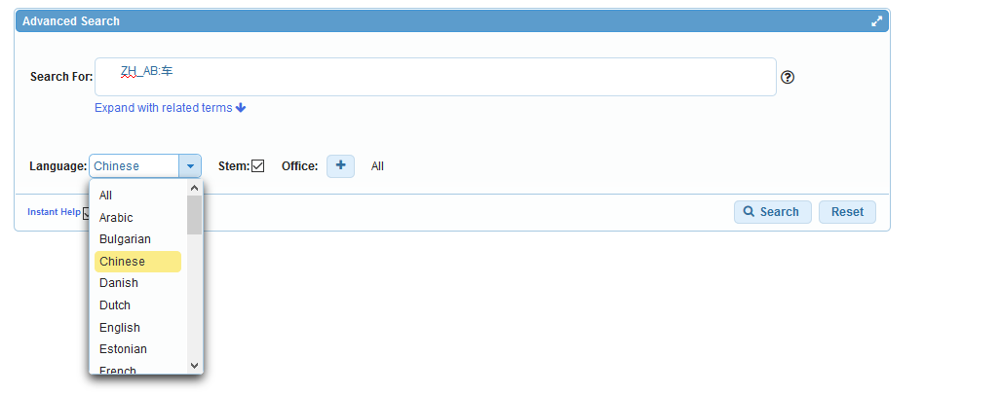 Advanced Search
Search For: ZH_AB:车
Expand with related terms
Language: Chinese Stem: Office: + All
All
Arabic
Instant Help
Search Reset
Bulgarian
Chinese
Danish
Dutch
English
Estonian
French